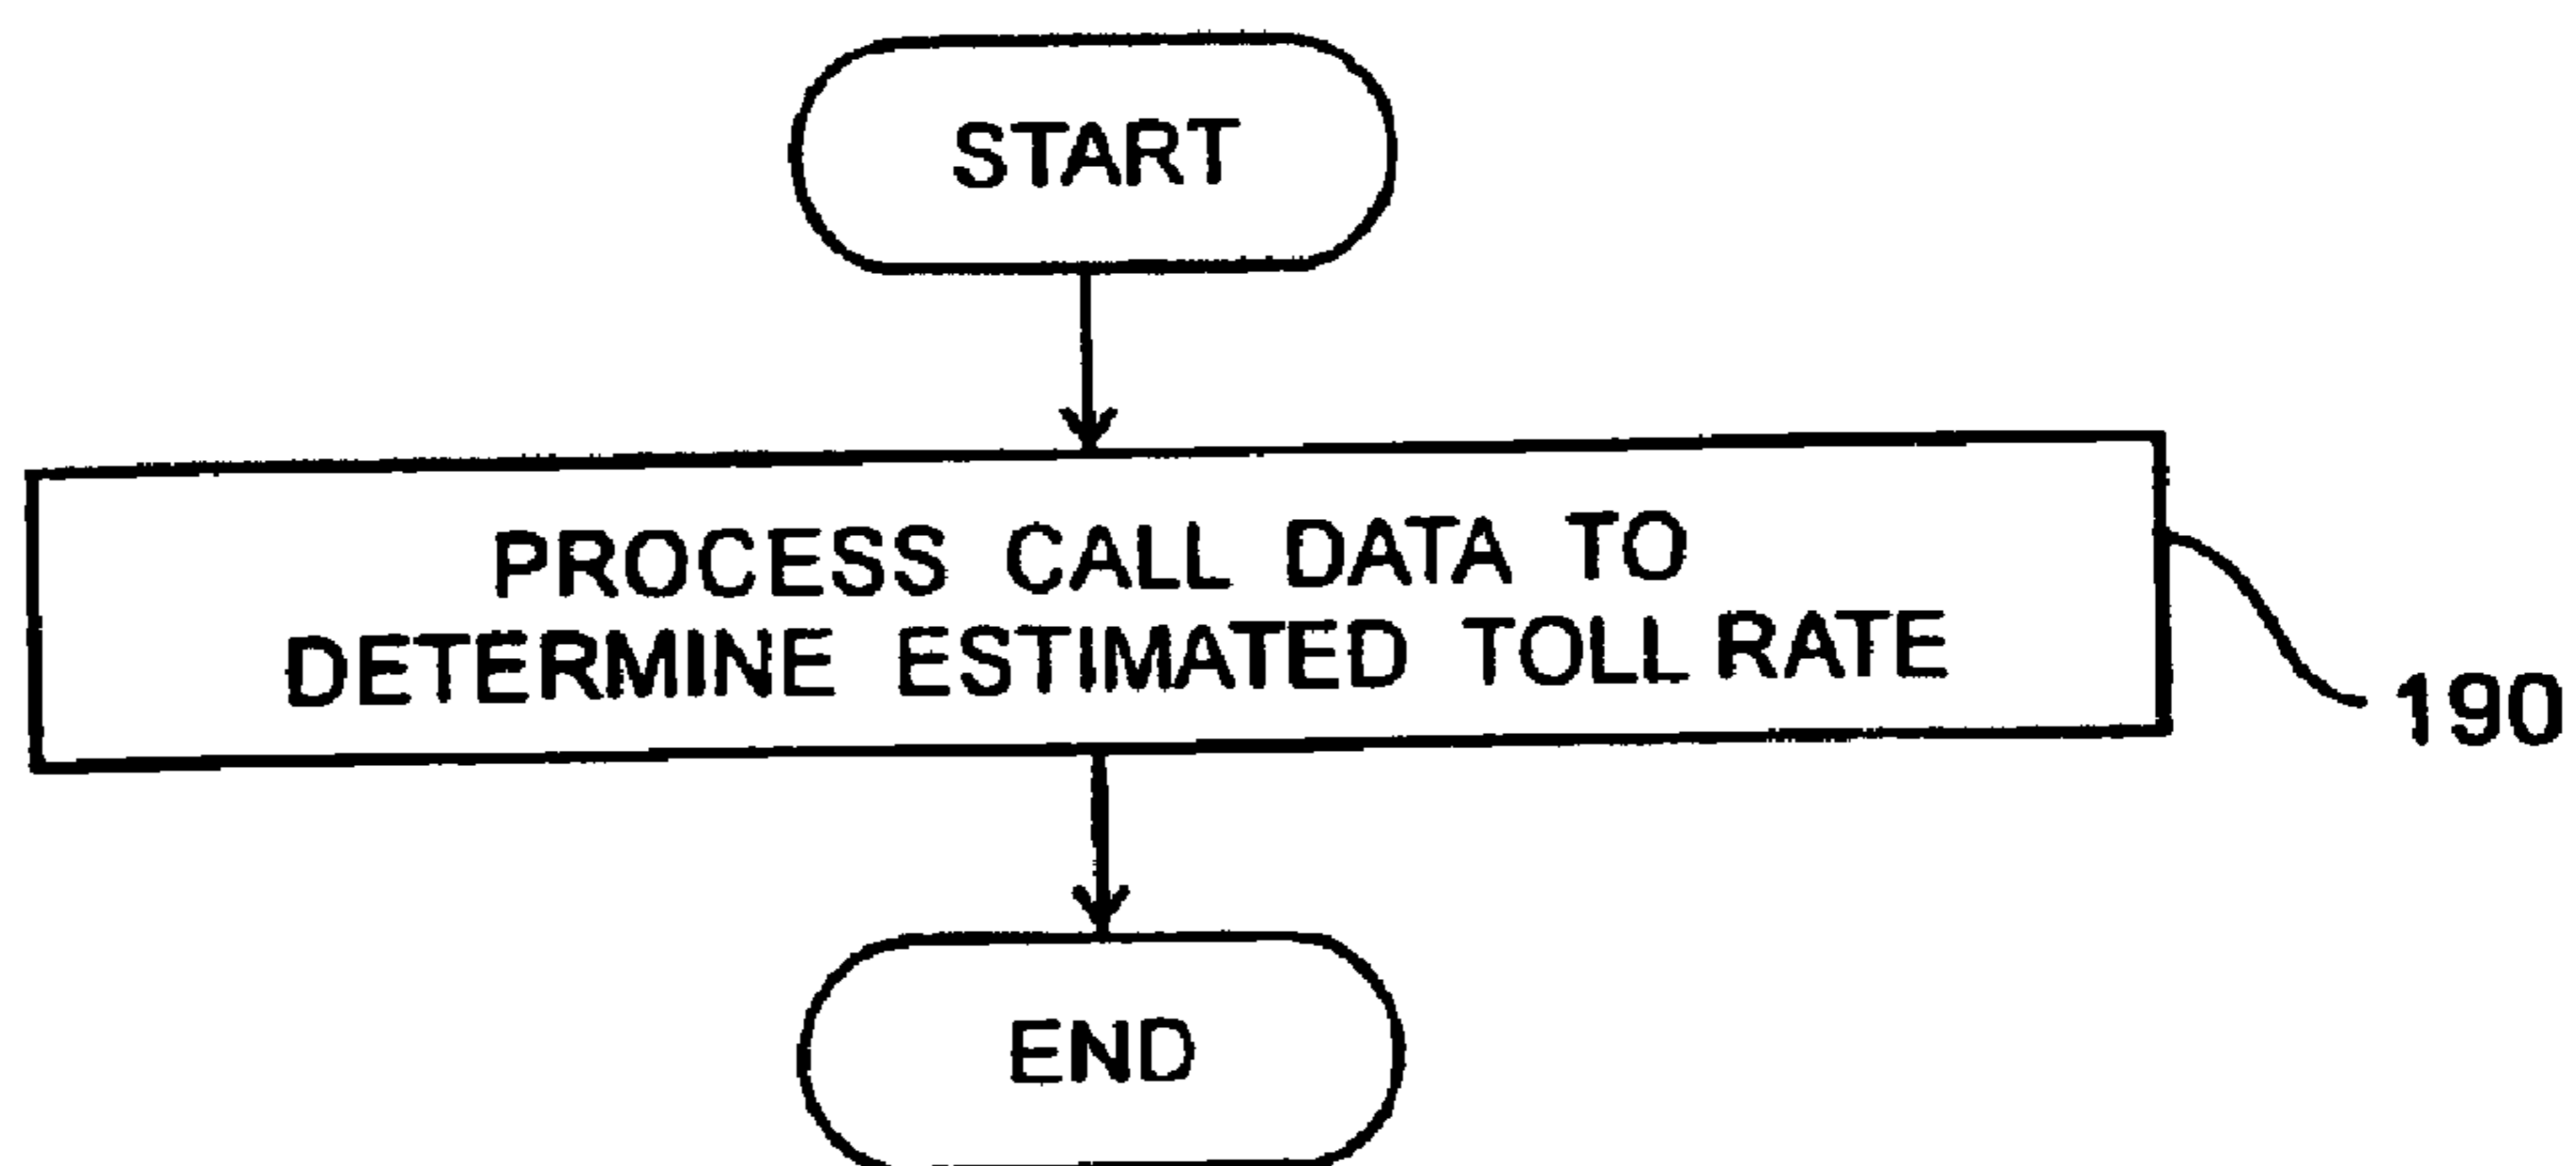 START
PROCESS CALL DATA TO
DETERMINE ESTIMATED TOLL RATE
190
END